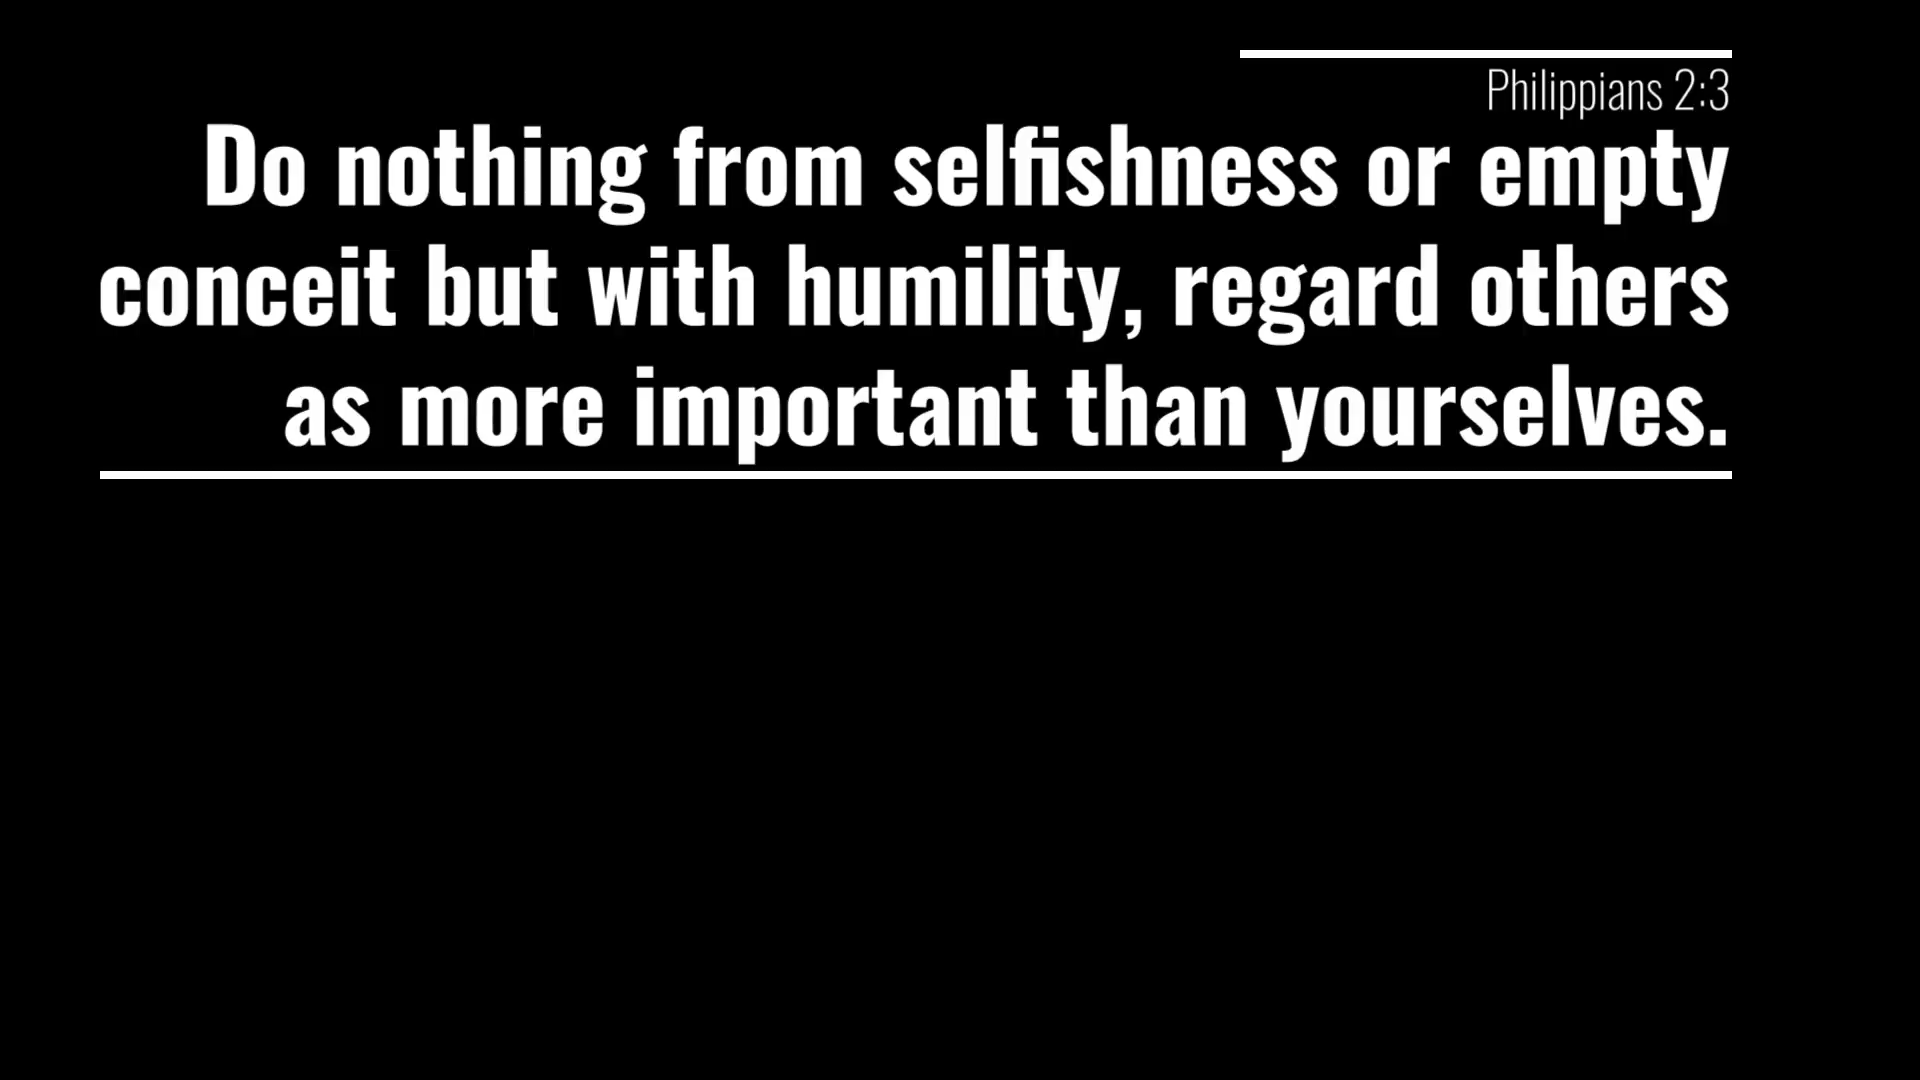 Philippians 2:3
Do nothing from selfishness or empty
conceit but with humility, regard others
as more important than yourselves.